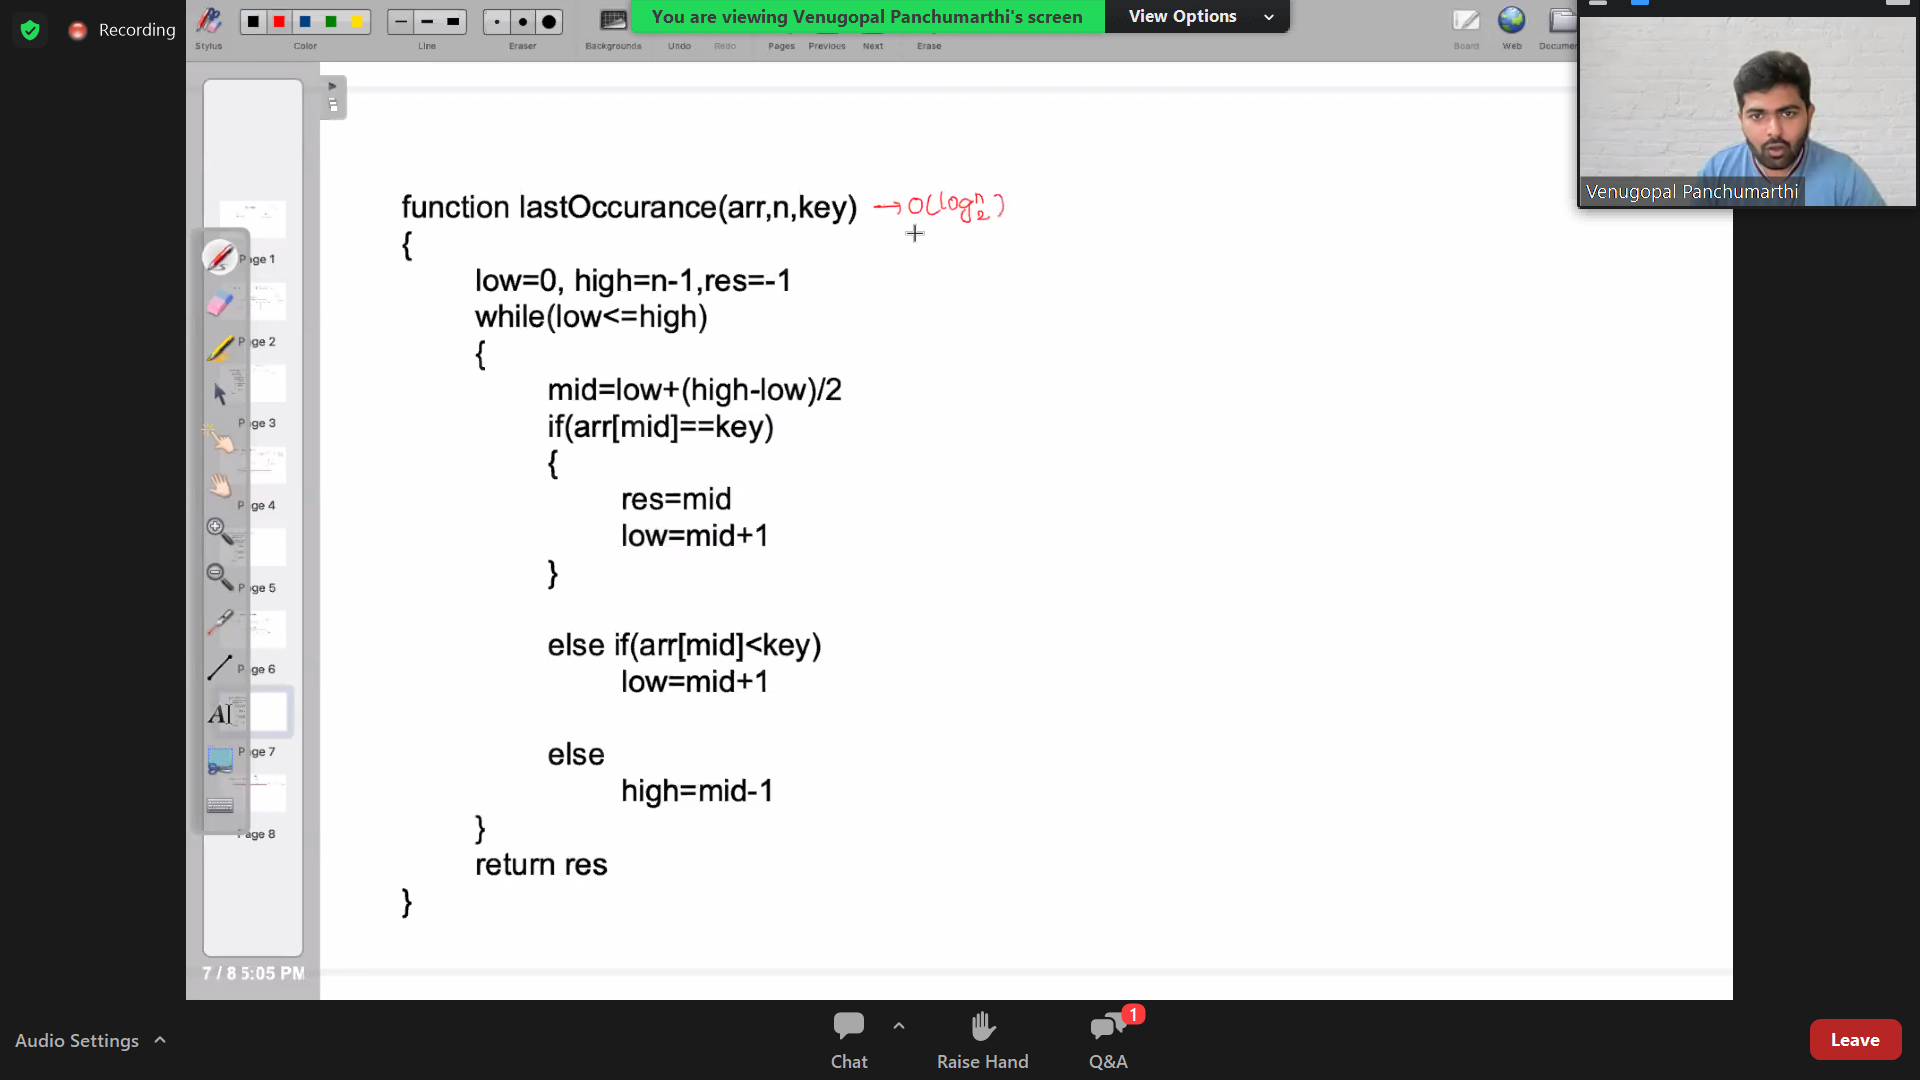 Recording
Stylus
Color
Line
Eraser
Backgrounds
Undo
Redo
Pages
Previous
Next
Erase
You are viewing Venugopal Panchumarthi's screen
View Options
Board
Web
Documen
Venugopal Panchumarthi
function lastOccurance(arr,n,key) → O(log₂ⁿ)
{
low=0, high=n-1,res=-1
while(low<=high)
{
mid=low+(high-low)/2
if(arr[mid]==key)
{
res=mid
low=mid+1
}
else if(arr[mid]<key)
low=mid+1
else
high=mid-1
}
return res
}
Page 1
Page 2
Page 3
Page 4
Page 5
Page 6
AI
Page 7
Page 8
7 / 8 5:05 PM
Audio Settings
Chat
Raise Hand
Q&A
1
Leave